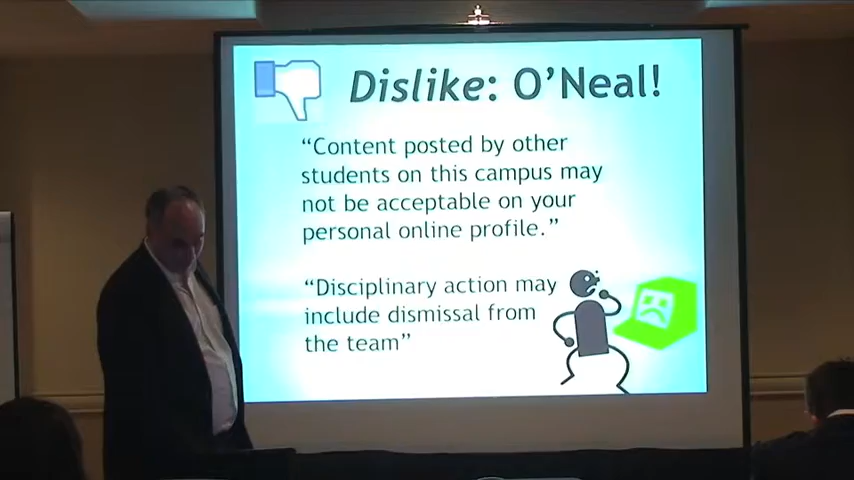 Dislike: O'Neal!
“Content posted by other
students on this campus may
not be acceptable on your
personal online profile.”
“Disciplinary action may
include dismissal from
the team”